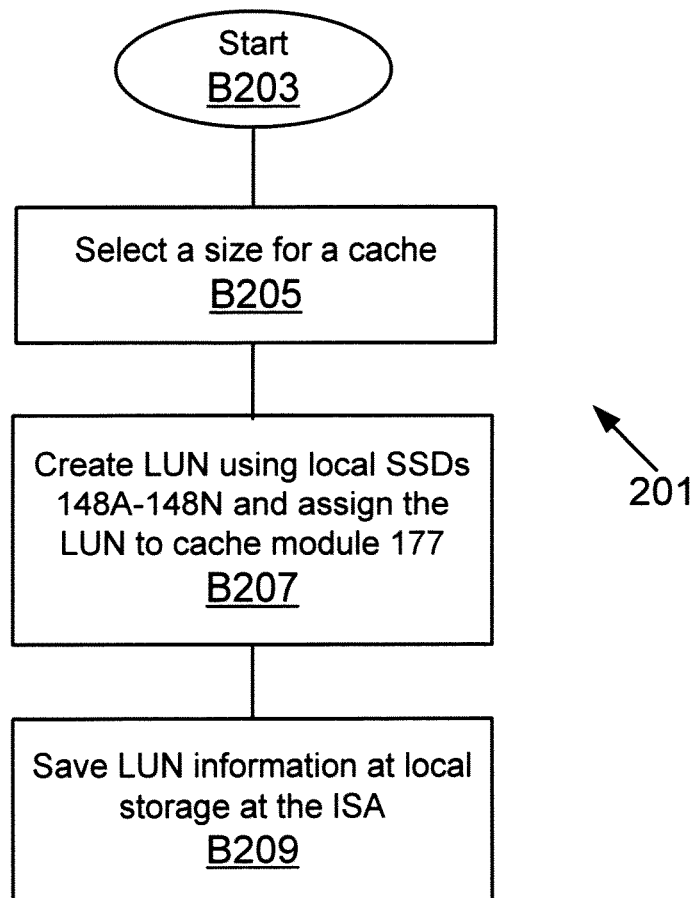 Start
B203
Select a size for a cache
B205
Create LUN using local SSDs
148A-148N and assign the
LUN to cache module 177
B207
201
Save LUN information at local
storage at the ISA
B209